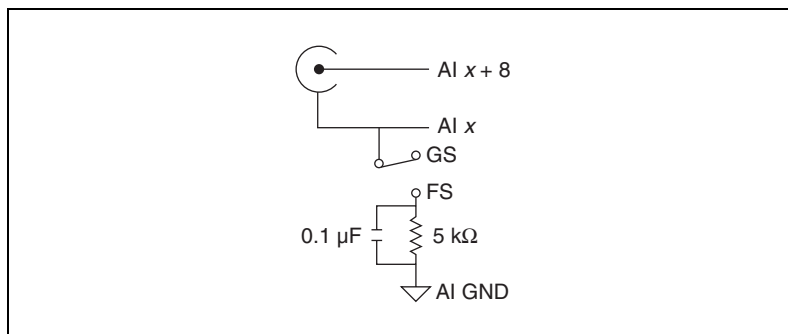 AI x + 8
AI x
GS
FS
0.1 µF
5 kΩ
AI GND